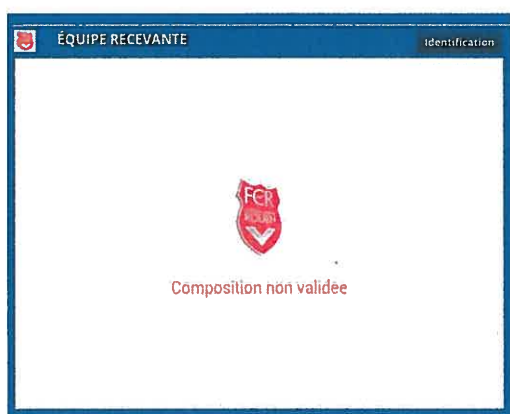 ÉQUIPE RECEVANTE
Identification
FCR
ROUEN
Composition non validée